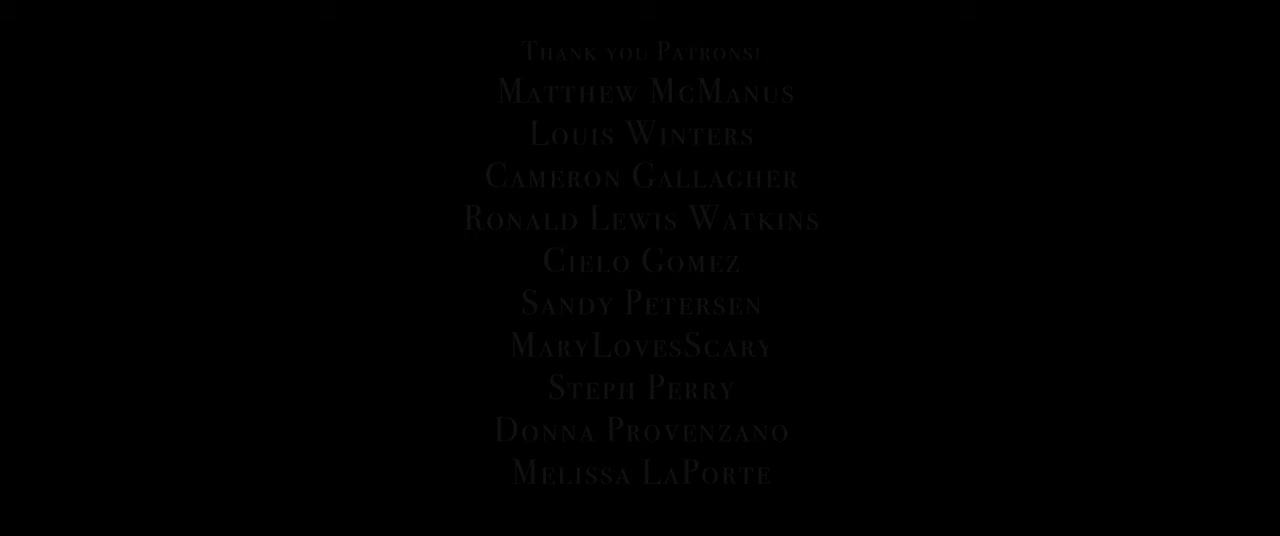 Thank you Patrons!
Matthew McManus
Louis Winters
Cameron Gallagher
Ronald Lewis Watkins
Cielo Gomez
Sandy Petersen
MaryLovesScary
Steph Perry
Donna Provenzano
Melissa LaPorte